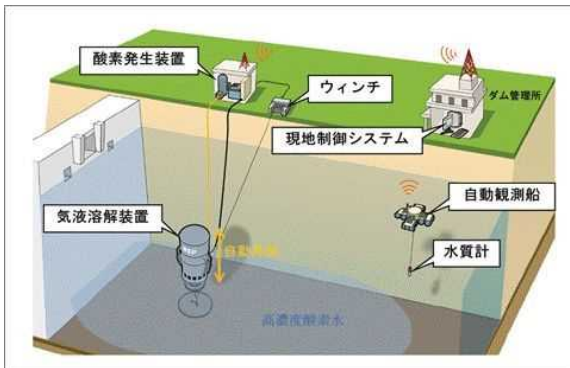 酸素発生装置
ウィンチ
ダム管理所
現地制御システム
気液溶解装置
自動観測船
水質計
高濃度酸素水